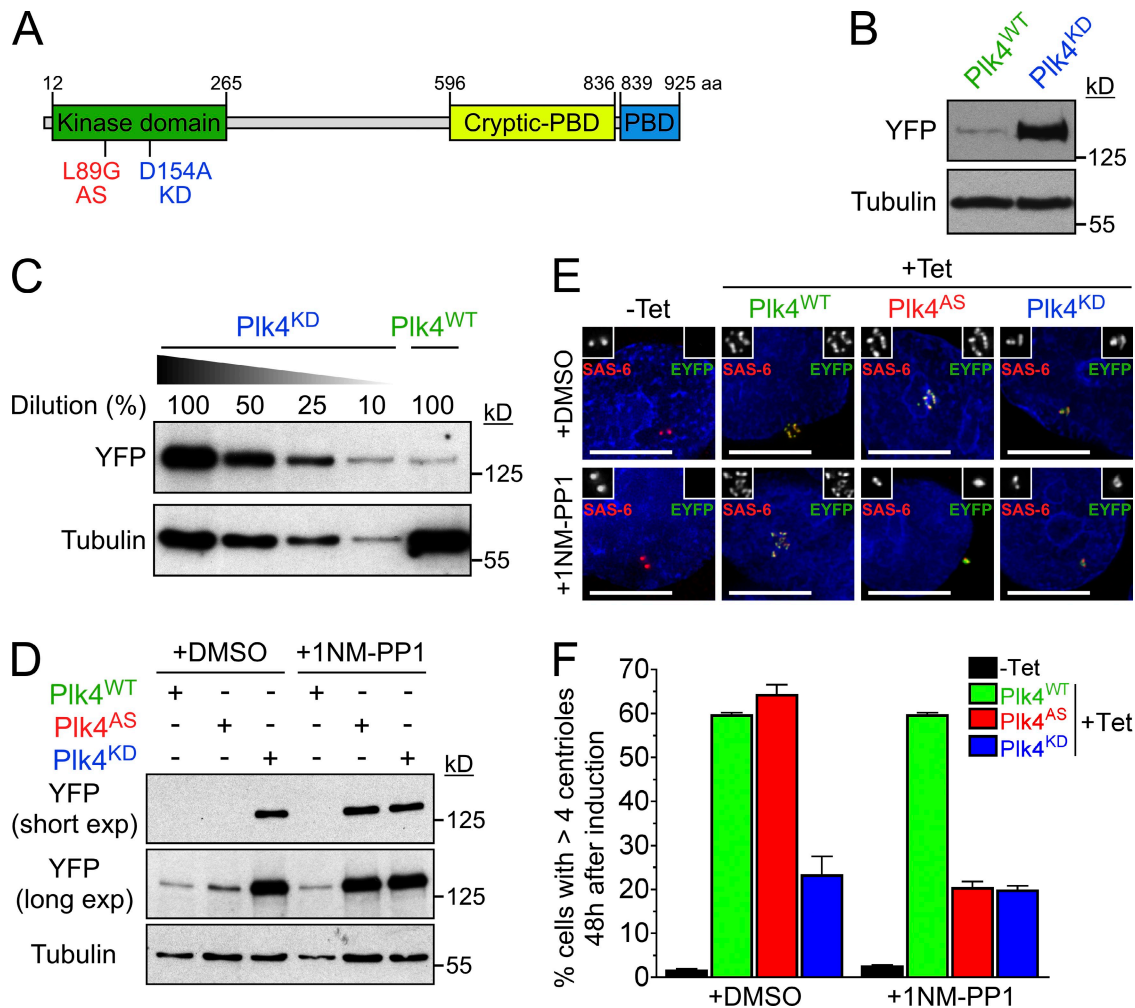 A
12 265 596 836 839 925 aa
Kinase domain Cryptic-PBD PBD
L89G D154A
AS KD
B
Plk4WT Plk4KD
kD
YFP
125
Tubulin
55
C
Plk4KD Plk4WT
Dilution (%) 100 50 25 10 100 kD
YFP
125
Tubulin
55
D
+DMSO +1NM-PP1
Plk4WT + - - + - -
Plk4AS - + - - + -
Plk4KD - - + - - +
kD
YFP
(short exp)
125
YFP
(long exp)
125
Tubulin
55
E
+Tet
-Tet Plk4WT Plk4AS Plk4KD
+DMSO
SAS-6 EYFP SAS-6 EYFP SAS-6 EYFP SAS-6 EYFP
+1NM-PP1
SAS-6 EYFP SAS-6 EYFP SAS-6 EYFP SAS-6 EYFP
F
% cells with > 4 centrioles
48h after induction
70
60
50
40
30
20
10
0
-Tet
Plk4WT
Plk4AS
Plk4KD
+Tet
+DMSO +1NM-PP1